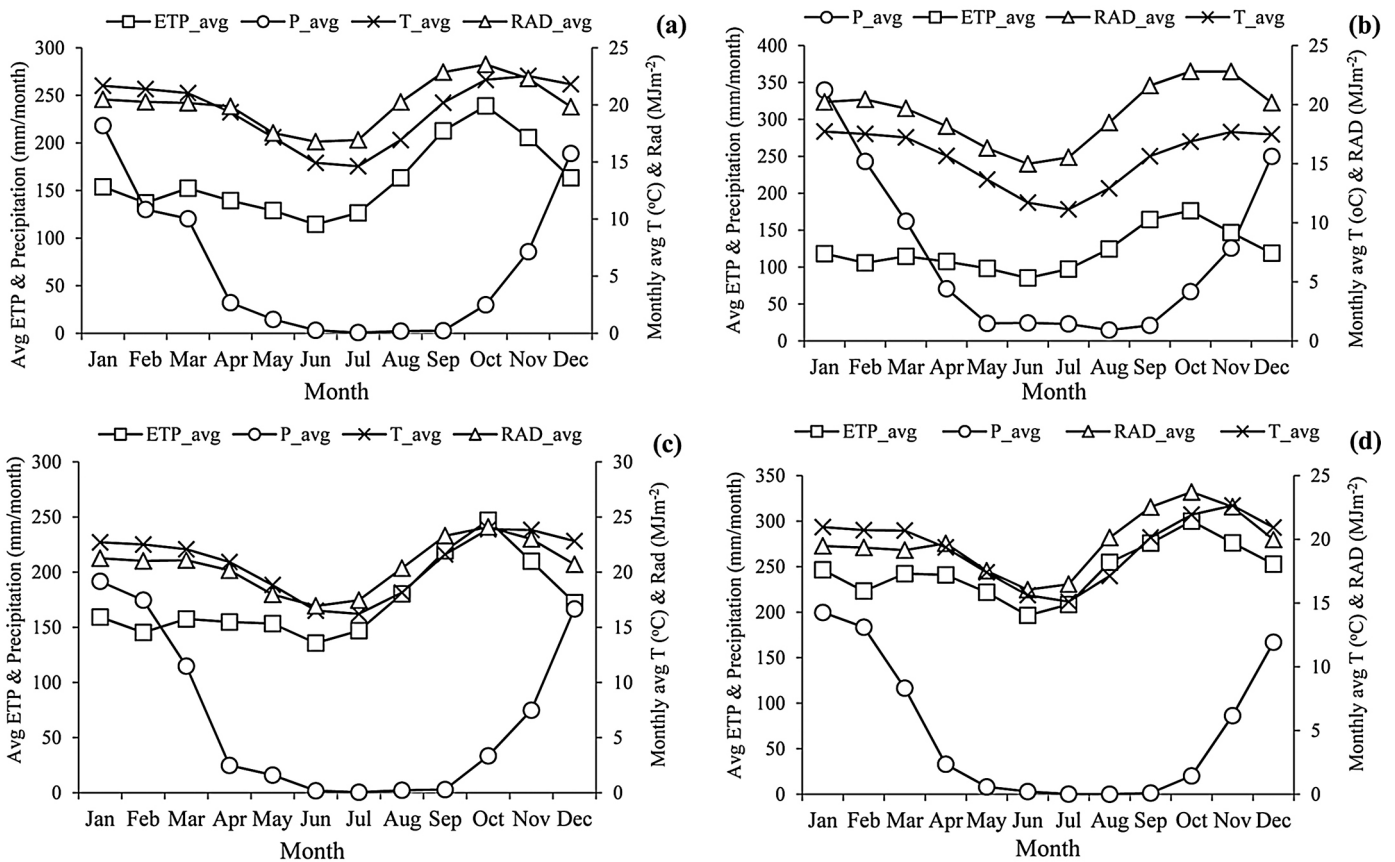 ETP_avg P_avg T_avg RAD_avg (a)
Avg ETP & Precipitation (mm/month)
300
250
200
150
100
50
0
25
20
15
10
5
0
Monthly avg T (ºC) & Rad (MJm-2)
Jan Feb Mar Apr May Jun Jul Aug Sep Oct Nov Dec
Month
P_avg ETP_avg RAD_avg T_avg (b)
Avg ETP & Precipitation (mm/month)
400
350
300
250
200
150
100
50
0
25
20
15
10
5
0
Monthly avg T (oC) & RAD (MJm-2)
Jan Feb Mar Apr May Jun Jul Aug Sep Oct Nov Dec
Month
ETP_avg P_avg T_avg RAD_avg (c)
Avg ETP & Precipitation (mm/month)
300
250
200
150
100
50
0
30
25
20
15
10
5
0
Monthly avg T (ºC) & Rad (MJm-2)
Jan Feb Mar Apr May Jun Jul Aug Sep Oct Nov Dec
Month
ETP_avg P_avg RAD_avg T_avg (d)
Avg ETP & Precipitation (mm/month)
350
300
250
200
150
100
50
0
25
20
15
10
5
0
Monthly avg T (ºC) & RAD (MJm-2)
Jan Feb Mar Apr May Jun Jul Aug Sep Oct Nov Dec
Month